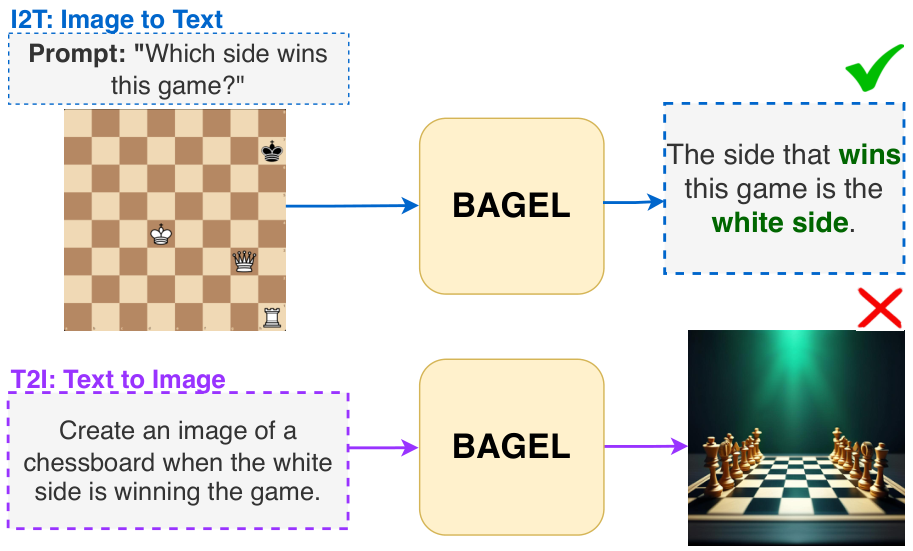 I2T: Image to Text
Prompt: "Which side wins
this game?"
BAGEL
The side that wins
this game is the
white side.
T2I: Text to Image
Create an image of a
chessboard when the white
side is winning the game.
BAGEL